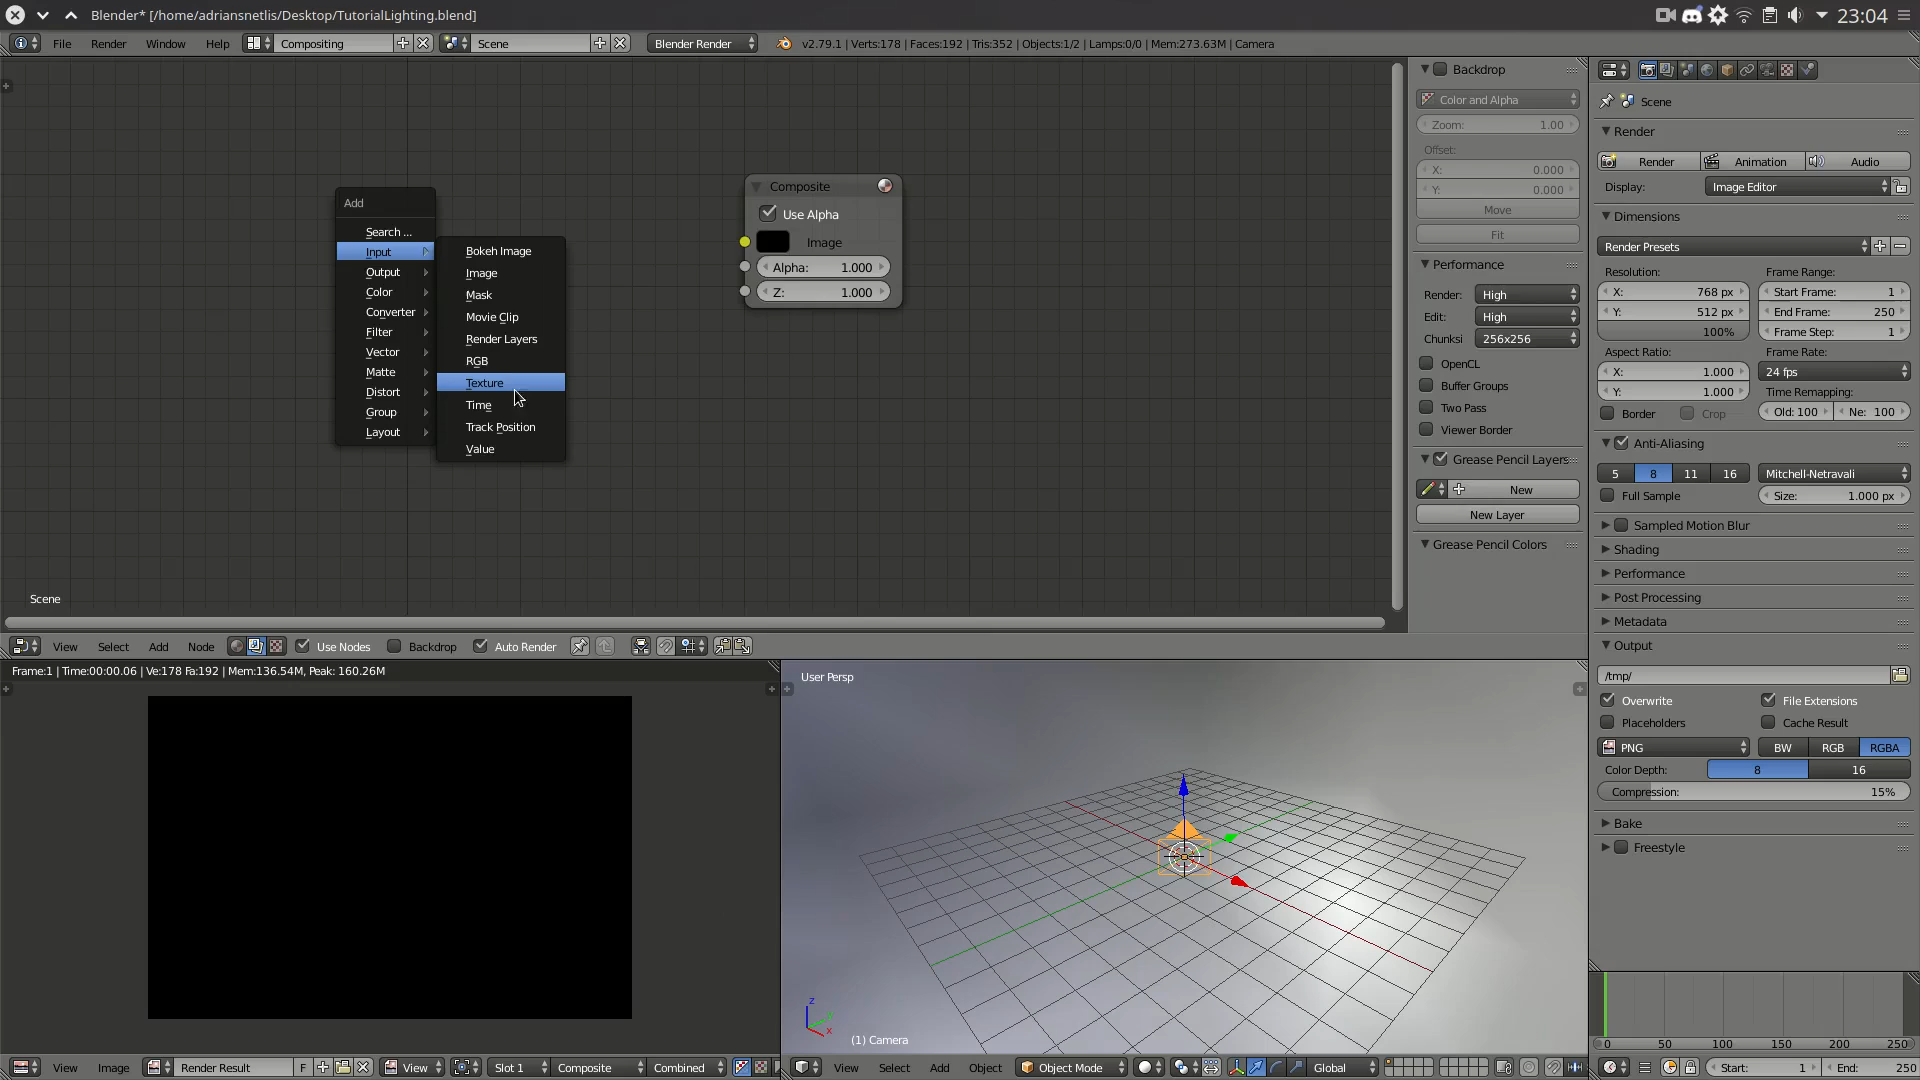 Blender* [/home/adriansnetlis/Desktop/TutorialLighting.blend]
23:04
File Render Window Help Compositing Scene Blender Render v2.79.1 | Verts:178 | Faces:192 | Tris:352 | Objects:1/2 | Lamps:0/0 | Mem:273.63M | Camera
Add
Search ...
Input
Output
Color
Converter
Filter
Vector
Matte
Distort
Group
Layout
Bokeh Image
Image
Mask
Movie Clip
Render Layers
RGB
Texture
Time
Track Position
Value
Composite
Use Alpha
Image
Alpha: 1.000
Z: 1.000
Scene
Backdrop
Color and Alpha
Zoom: 1.00
Offset:
X: 0.000
Y: 0.000
Move
Fit
Performance
Render: High
Edit: High
Chunksi 256x256
OpenCL
Buffer Groups
Two Pass
Viewer Border
Grease Pencil Layers
New
New Layer
Grease Pencil Colors
Scene
Render
Render Animation Audio
Display: Image Editor
Dimensions
Render Presets
Resolution: Frame Range:
X: 768 px Start Frame: 1
Y: 512 px End Frame: 250
100% Frame Step: 1
Aspect Ratio: Frame Rate:
X: 1.000 24 fps
Y: 1.000 Time Remapping:
Border Crop Old: 100 Ne: 100
Anti-Aliasing
5 8 11 16 Mitchell-Netravali
Full Sample Size: 1.000 px
Sampled Motion Blur
Shading
Performance
Post Processing
Metadata
Output
/tmp/
Overwrite File Extensions
Placeholders Cache Result
PNG BW RGB RGBA
Color Depth: 8 16
Compression: 15%
Bake
Freestyle
View Select Add Node Use Nodes Backdrop Auto Render
Frame:1 | Time:00:00.06 | Ve:178 Fa:192 | Mem:136.54M, Peak: 160.26M
User Persp
z
x
(1) Camera
0 50 100 150 200 250
View Image Render Result F View Slot 1 Composite Combined
View Select Add Object Object Mode Global
Start: 1 End: 250